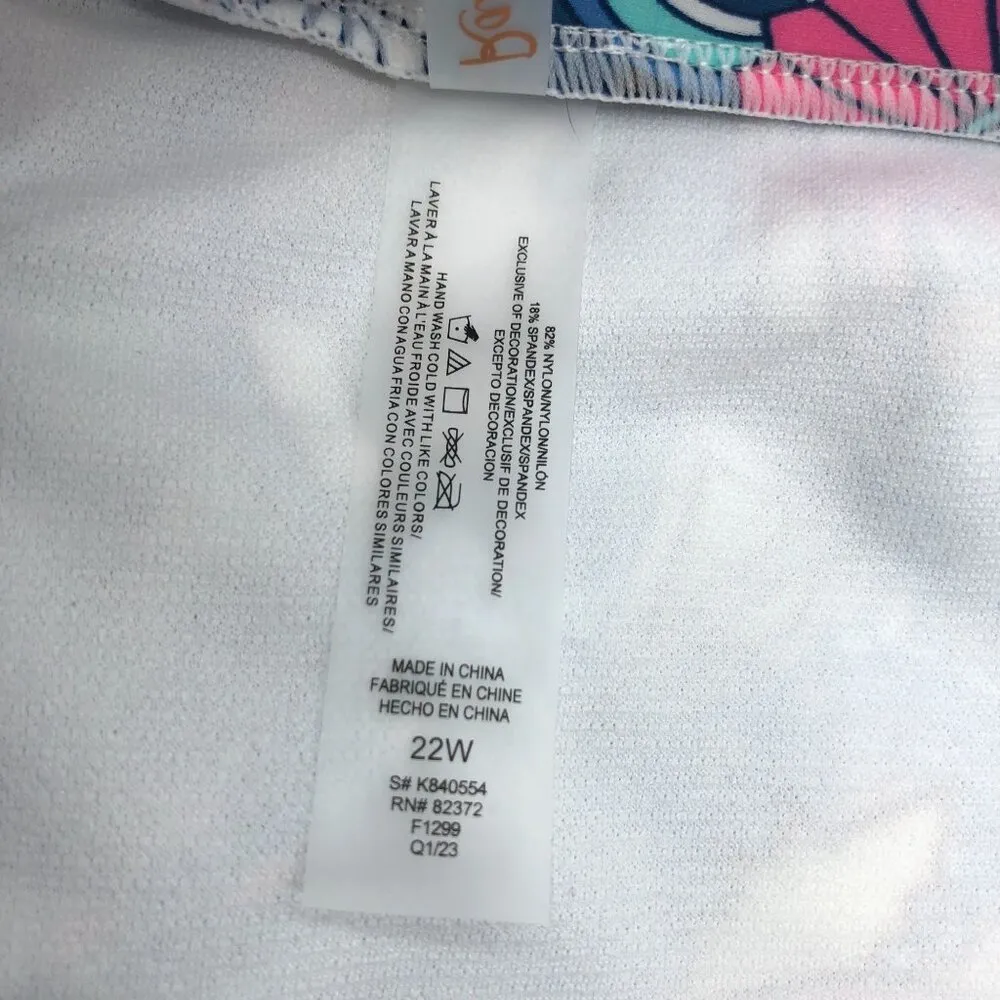 82% NYLON/NYLON/NILÓN
18% SPANDEX/SPANDEX/SPANDEX
EXCLUSIVE OF DECORATION/EXCLUSIF DE DECORATION/
EXCEPTO DECORACION
HAND WASH COLD WITH LIKE COLORS/
LAVER À LA MAIN À L'EAU FROIDE AVEC COULEURS SIMILAIRES/
LAVAR A MANO CON AGUA FRIA CON COLORES SIMILARES
MADE IN CHINA
FABRIQUÉ EN CHINE
HECHO EN CHINA
22W
S# K840554
RN# 82372
F1299
Q1/23